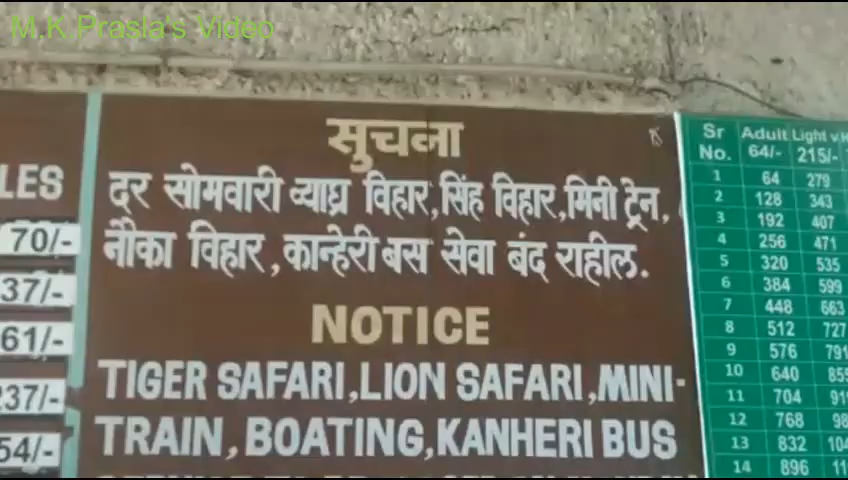 M.K.Prasla's Video
LES
70/-
37/-
61/-
237/-
54/-
सुचना
दर सोमवारी व्याघ्र विहार,सिंह विहार,मिनी ट्रेन,
नौका विहार,कान्हेरी बस सेवा बंद राहील.
NOTICE
TIGER SAFARI,LION SAFARI,MINI-
TRAIN, BOATING,KANHERI BUS
Sr No. Adult 64/- Light v. 215/-
1 64 279
2 128 343
3 192 407
4 256 471
5 320 535
6 384 599
7 448 663
8 512 727
9 576 791
10 640 855
11 704 91
12 768 98
13 832 104
14 896 11